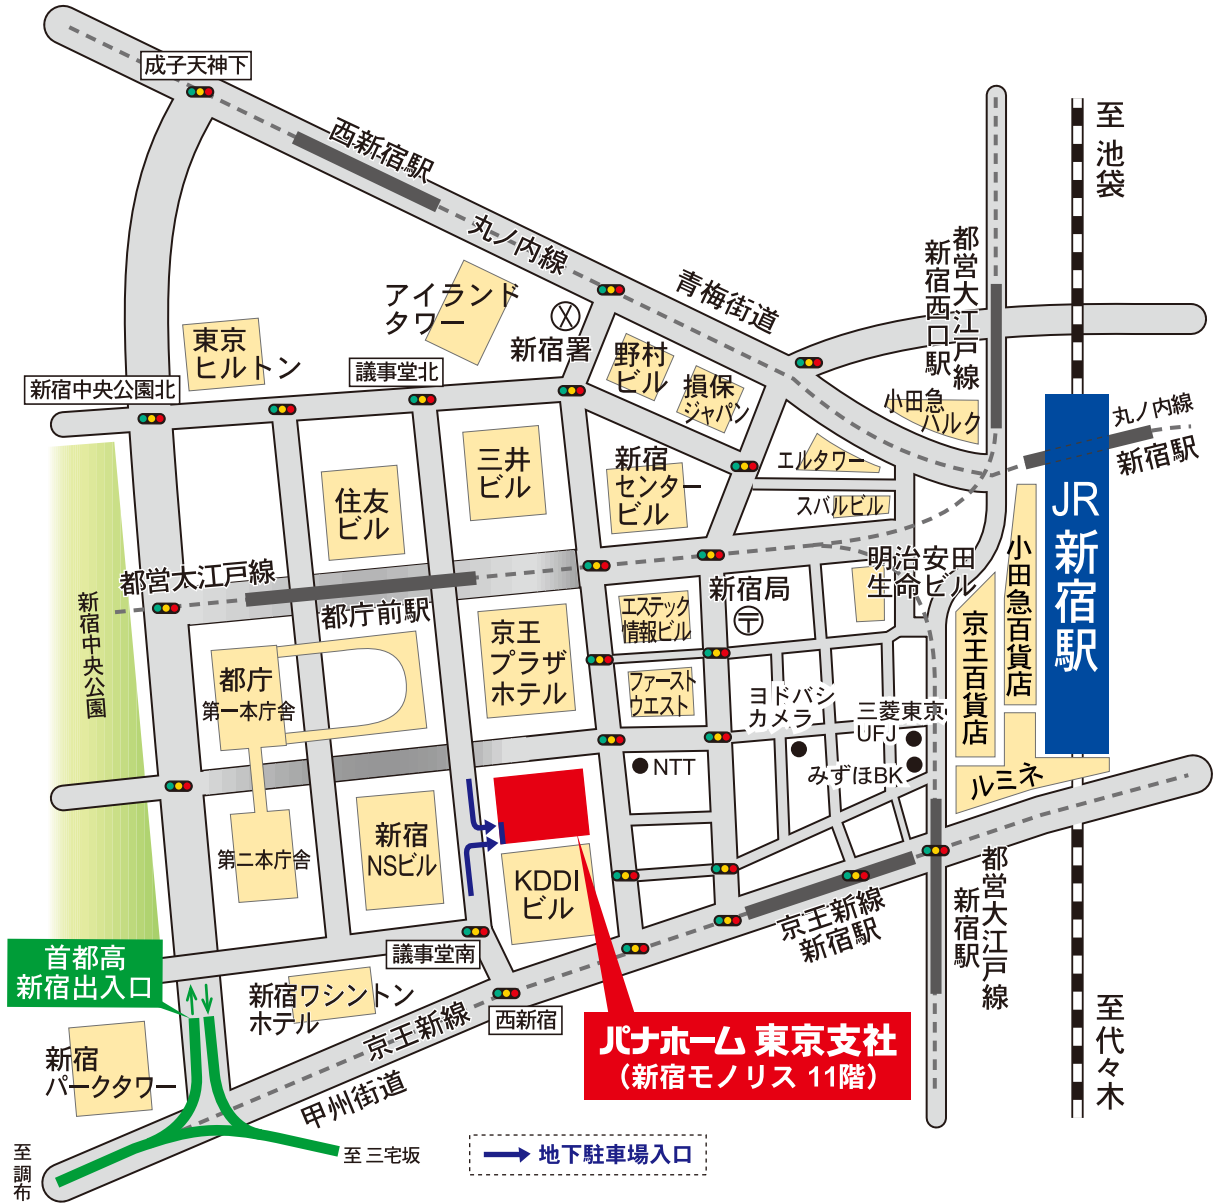 成子天神下
至 池袋
西新宿駅
丸ノ内線
都営大江戸線
新宿西口駅
アイランド
タワー
青梅街道
新宿署
東京
ヒルトン
野村
ビル
議事堂北
損保
ジャパン
新宿中央公園北
小田急
ハルク
丸ノ内線
新宿駅
三井
ビル
新宿
センター
ビル
エルタワー
住友
ビル
スバルビル
JR新宿駅
小田急百貨店
都営大江戸線
都庁前駅
明治安田
生命ビル
新宿局
〒
新宿中央公園
エステック
情報ビル
京王
プラザ
ホテル
京王百貨店
都庁
第一本庁舎
ファースト
ウエスト
ヨドバシ
カメラ
三菱東京
UFJ
NTT
みずほBK
ルミネ
新宿
NSビル
第二本庁舎
KDDI
ビル
都営大江戸線
新宿駅
京王新線
新宿駅
首都高
新宿出入口
議事堂南
新宿ワシントン
ホテル
西新宿
京王新線
パナホーム 東京支社
(新宿モノリス 11階)
至代々木
新宿
パークタワー
甲州街道
至 調布
至 三宅坂
地下駐車場入口